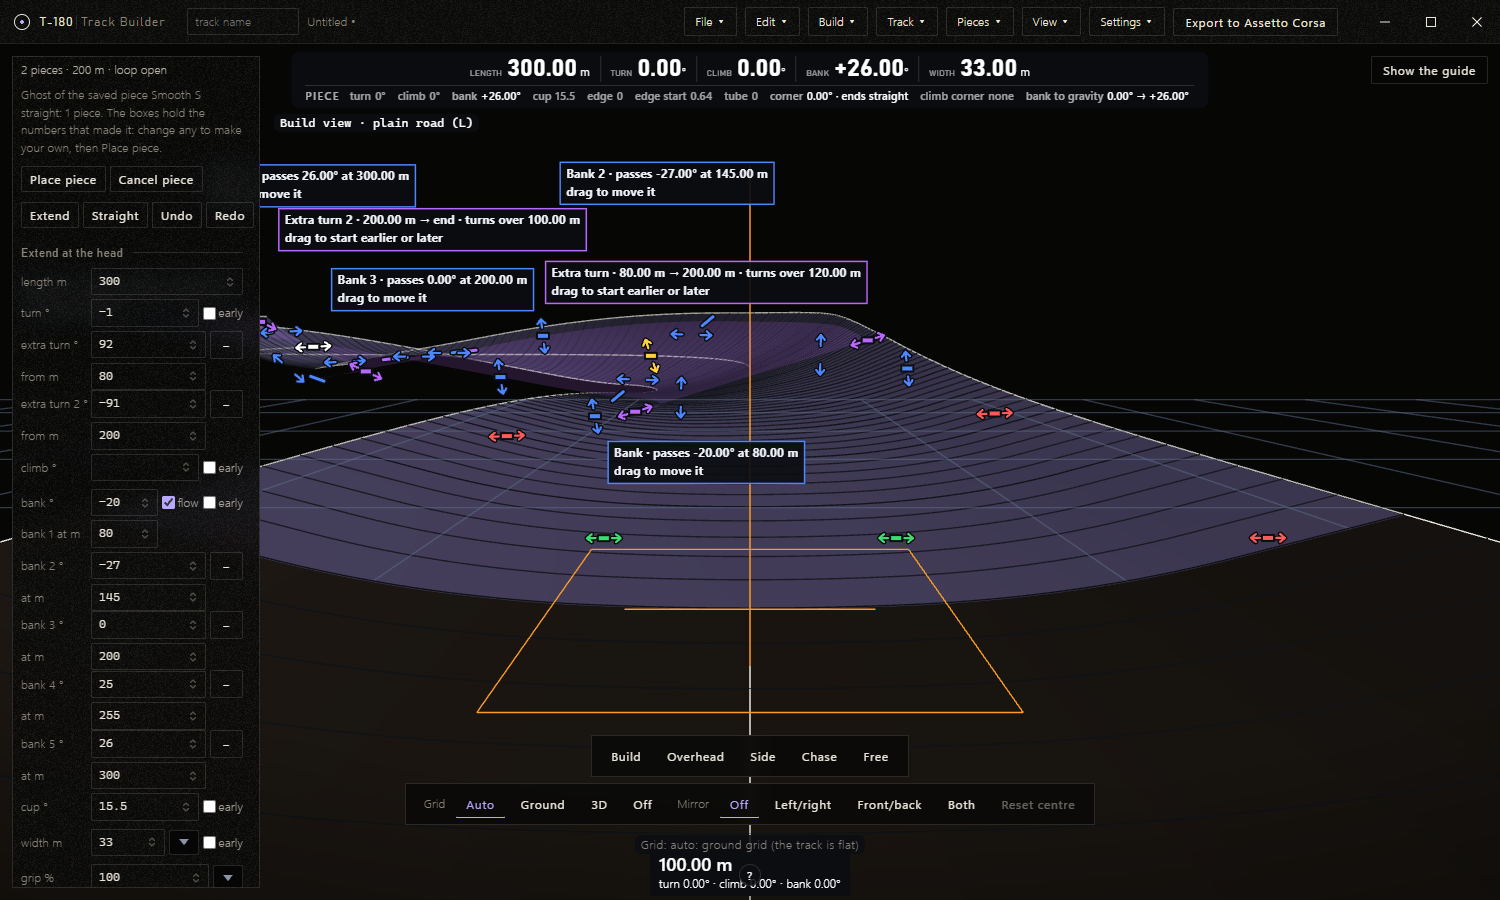 T-180 Track Builder
track name
Untitled •
File ▾
Edit ▾
Build ▾
Track ▾
Pieces ▾
View ▾
Settings ▾
Export to Assetto Corsa
2 pieces · 200 m · loop open
Ghost of the saved piece Smooth S
straight: 1 piece. The boxes hold the
numbers that made it: change any to make
your own, then Place piece.
Place piece
Cancel piece
Extend
Straight
Undo
Redo
Extend at the head
length m 300
turn ° −1 early
extra turn ° 92 −
from m 80
extra turn 2 ° −91 −
from m 200
climb ° early
bank ° −20 flow early
bank 1 at m 80
bank 2 ° −27 −
at m 145
bank 3 ° 0 −
at m 200
bank 4 ° 25 −
at m 255
bank 5 ° 26 −
at m 300
cup ° 15.5 early
width m 33 early
grip % 100
LENGTH 300.00 m TURN 0.00° CLIMB 0.00° BANK +26.00° WIDTH 33.00 m
PIECE turn 0° climb 0° bank +26.00° cup 15.5 edge 0 edge start 0.64 tube 0 corner 0.00° · ends straight climb corner none bank to gravity 0.00° → +26.00°
Show the guide
Build view · plain road (L)
passes 26.00° at 300.00 m
move it
Bank 2 · passes -27.00° at 145.00 m
drag to move it
Extra turn 2 · 200.00 m → end · turns over 100.00 m
drag to start earlier or later
Bank 3 · passes 0.00° at 200.00 m
drag to move it
Extra turn · 80.00 m → 200.00 m · turns over 120.00 m
drag to start earlier or later
Bank · passes -20.00° at 80.00 m
drag to move it
Build Overhead Side Chase Free
Grid Auto Ground 3D Off Mirror Off Left/right Front/back Both Reset centre
Grid: auto: ground grid (the track is flat)
100.00 m
?
turn 0.00° · climb 0.00° · bank 0.00°